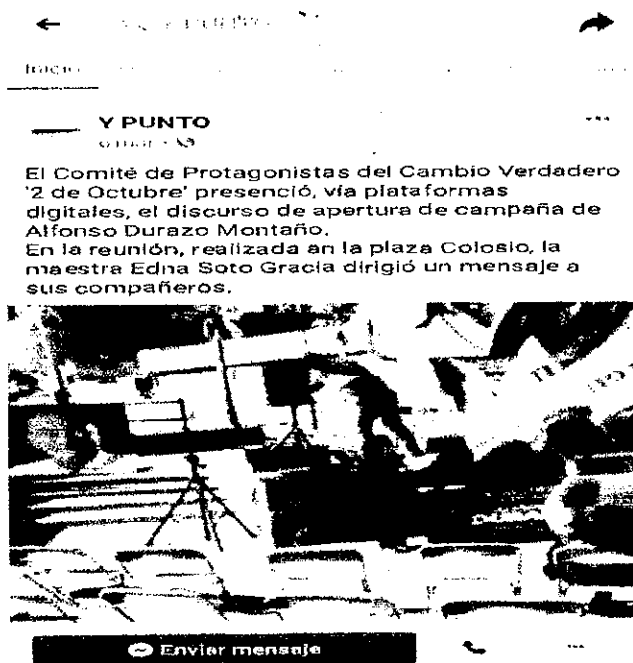 Inicio
Y PUNTO
El Comité de Protagonistas del Cambio Verdadero
'2 de Octubre' presenció, vía plataformas
digitales, el discurso de apertura de campaña de
Alfonso Durazo Montaño.
En la reunión, realizada an la plaza Colosio, la
maestra Edna Soto Gracia dirigió un mensaje a
sus compañeros.
Enviar mensaje